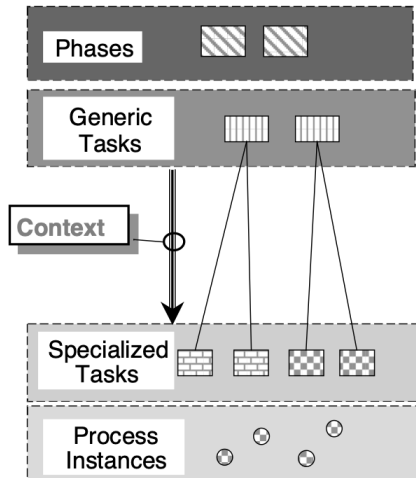 Phases
Generic
Tasks
Context
Specialized
Tasks
Process
Instances